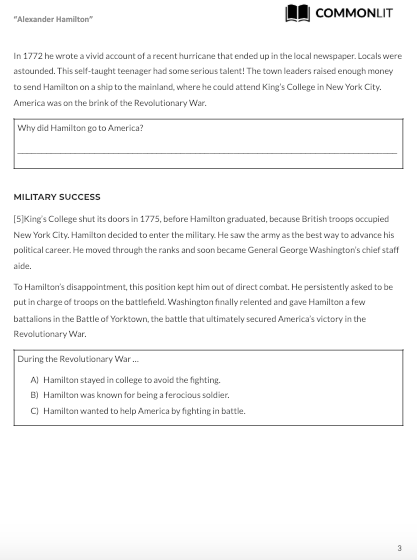 "Alexander Hamilton"
COMMONLIT
In 1772 he wrote a vivid account of a recent hurricane that ended up in the local newspaper. Locals were
astounded. This self-taught teenager had some serious talent! The town leaders raised enough money
to send Hamilton on a ship to the mainland, where he could attend King's College in New York City.
America was on the brink of the Revolutionary War.
Why did Hamilton go to America?
MILITARY SUCCESS
[5]King's College shut its doors in 1775, before Hamilton graduated, because British troops occupied
New York City. Hamilton decided to enter the military. He saw the army as the best way to advance his
political career. He moved through the ranks and soon became General George Washington's chief staff
aide.
To Hamilton's disappointment, this position kept him out of direct combat. He persistently asked to be
put in charge of troops on the battlefield. Washington finally relented and gave Hamilton a few
battalions in the Battle of Yorktown, the battle that ultimately secured America's victory in the
Revolutionary War.
During the Revolutionary War ...
A) Hamilton stayed in college to avoid the fighting.
B) Hamilton was known for being a ferocious soldier.
C) Hamilton wanted to help America by fighting in battle.
3